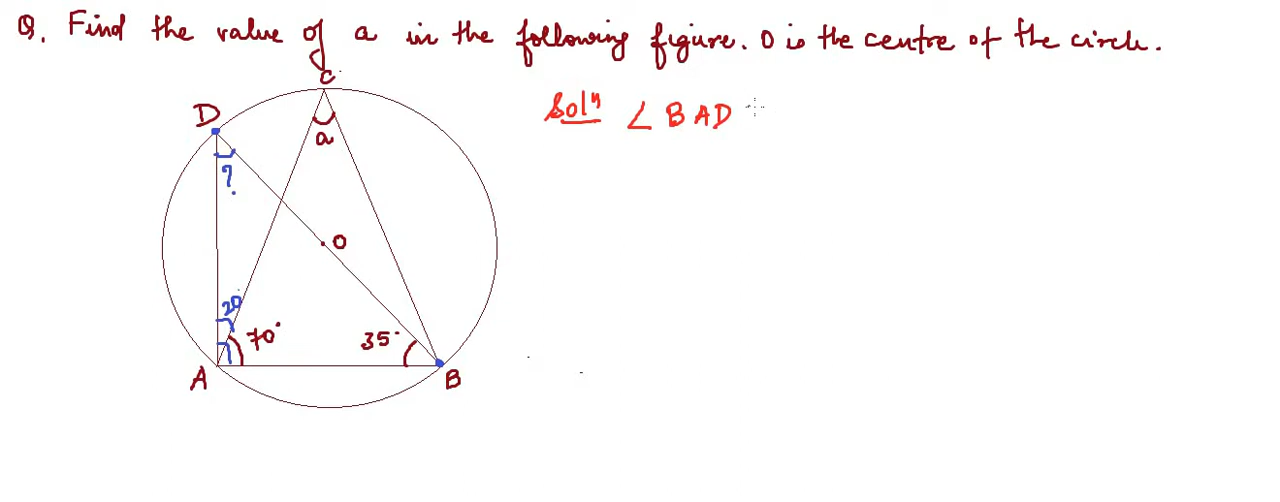 Q. Find the value of a in the following figure. O is the centre of the circle.
C
Solⁿ ∠ BAD
D
a
?
O
20
70°
35°
A
B